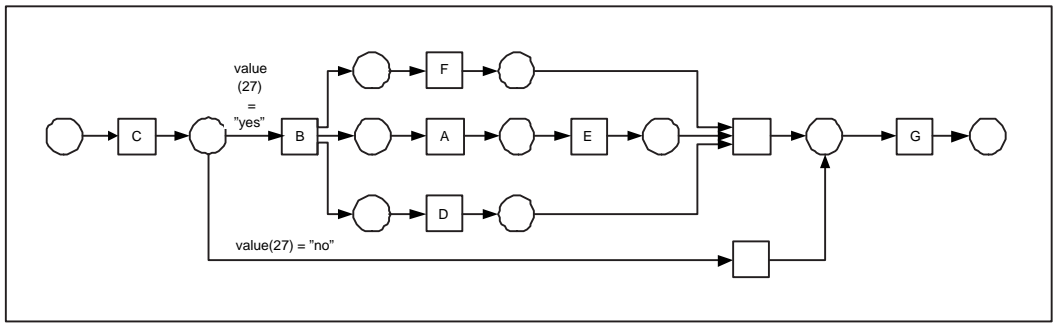 value
(27)
=
"yes"
F
C
B
A
E
G
D
value(27) = "no"